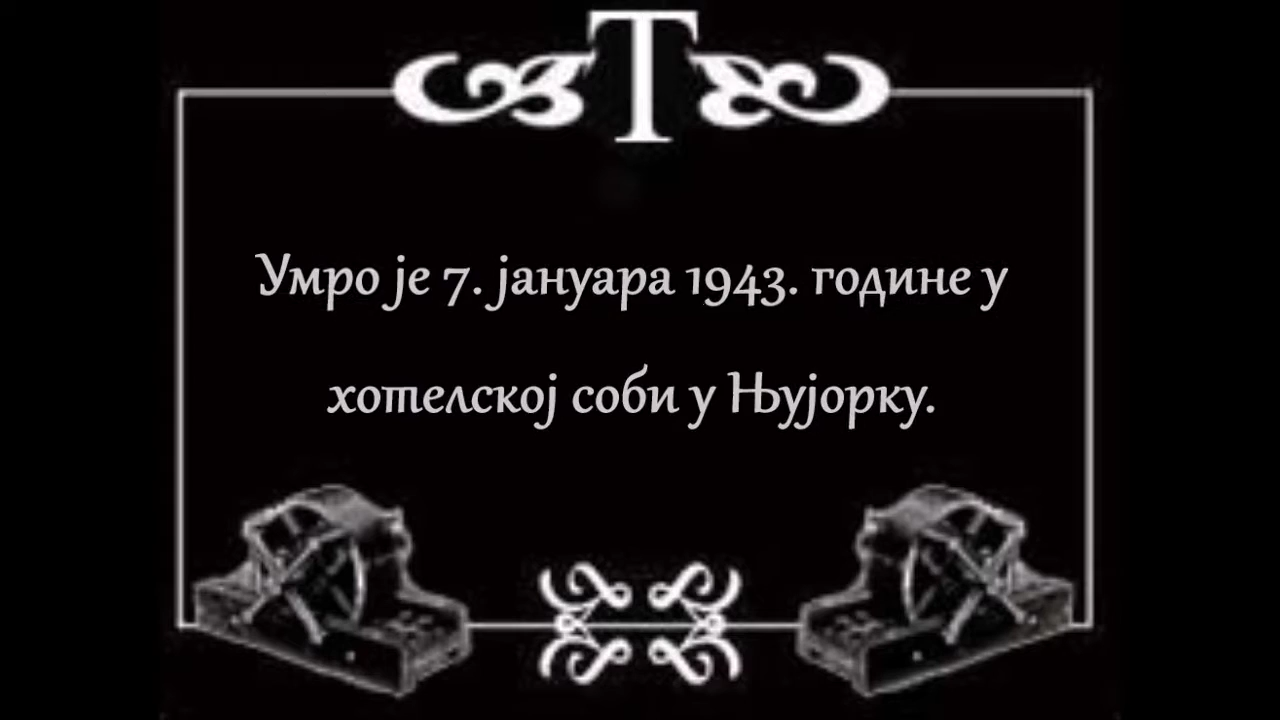 Т
Умро је 7. јануара 1943. године у
хотелској соби у Њујорку.